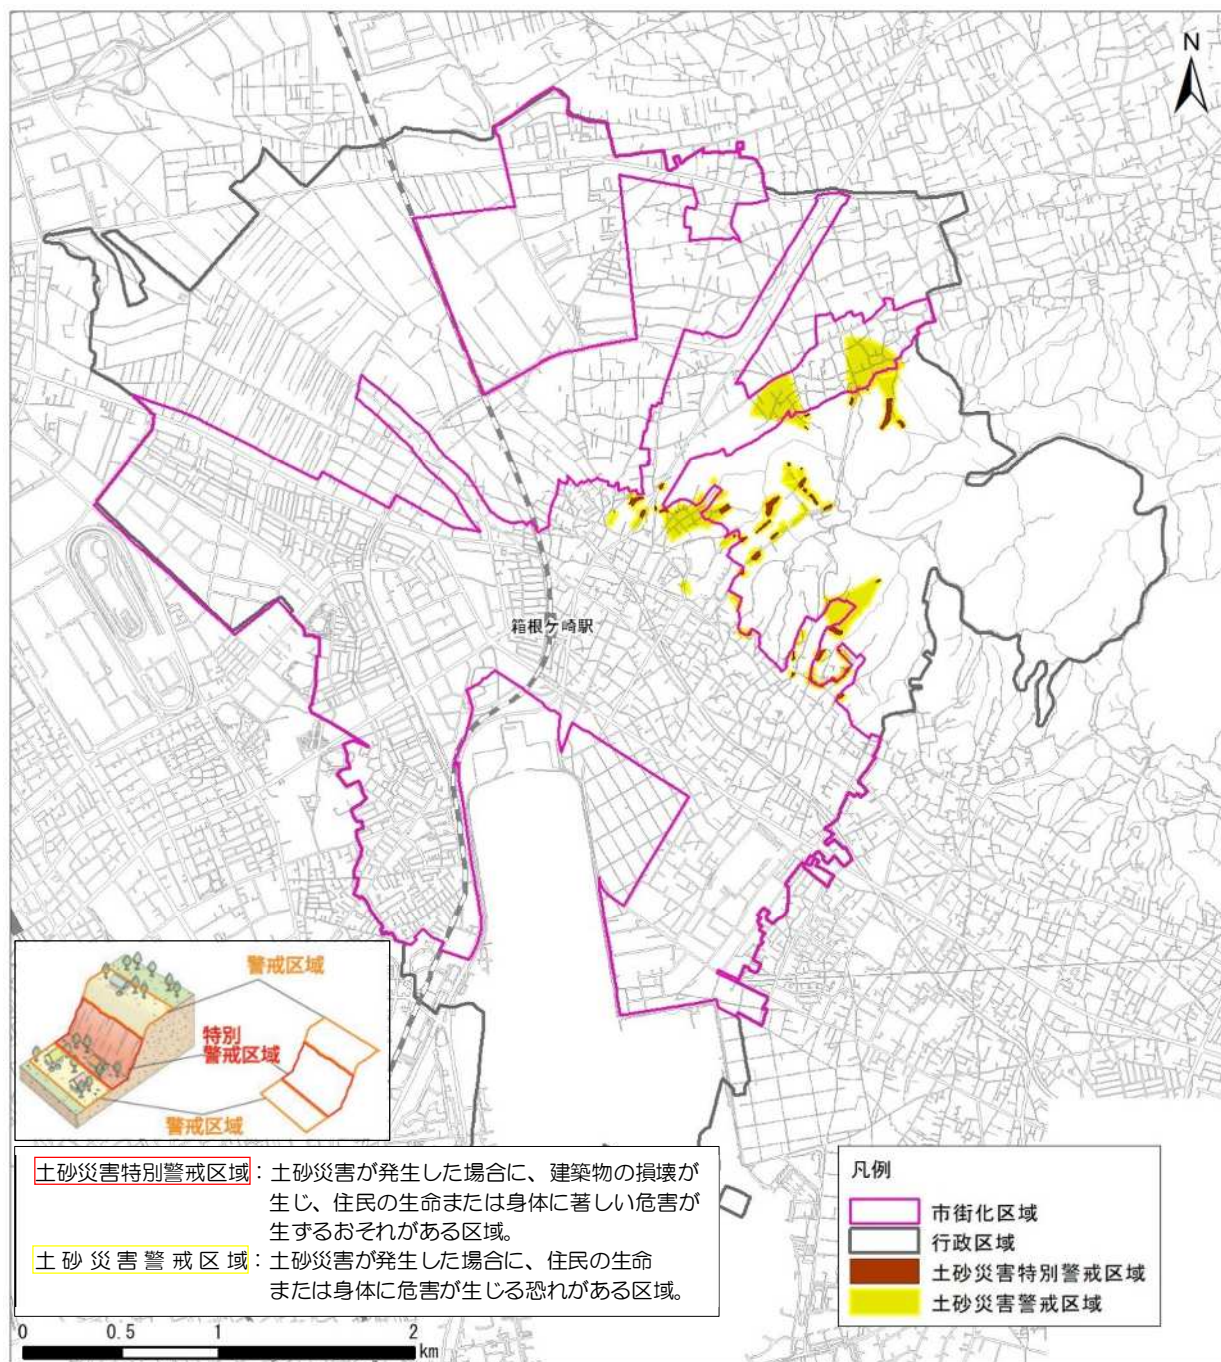 N
箱根ケ崎駅
警戒区域
特別
警戒区域
警戒区域
土砂災害特別警戒区域：土砂災害が発生した場合に、建築物の損壊が
生じ、住民の生命または身体に著しい危害が
生ずるおそれがある区域。
土砂災害警戒区域：土砂災害が発生した場合に、住民の生命
または身体に危害が生じる恐れがある区域。
凡例
市街化区域
行政区域
土砂災害特別警戒区域
土砂災害警戒区域
0 0.5 1 2
km